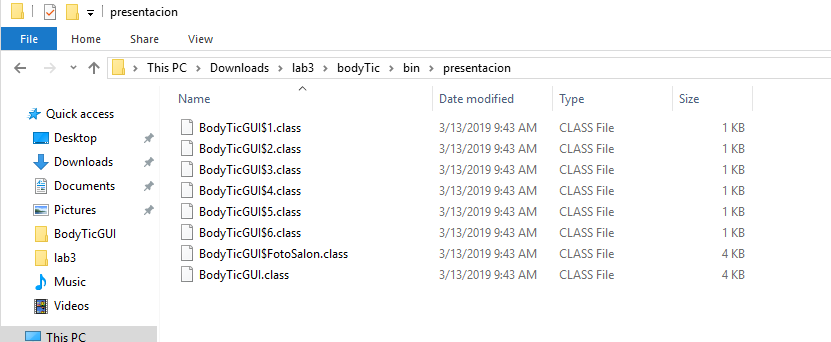 presentacion
File Home Share View
This PC Downloads lab3 bodyTic bin presentacion
Quick access
Desktop
Downloads
Documents
Pictures
BodyTicGUI
lab3
Music
Videos
This PC
Name Date modified Type Size
BodyTicGUI$1.class 3/13/2019 9:43 AM CLASS File 1 KB
BodyTicGUI$2.class 3/13/2019 9:43 AM CLASS File 1 KB
BodyTicGUI$3.class 3/13/2019 9:43 AM CLASS File 1 KB
BodyTicGUI$4.class 3/13/2019 9:43 AM CLASS File 1 KB
BodyTicGUI$5.class 3/13/2019 9:43 AM CLASS File 1 KB
BodyTicGUI$6.class 3/13/2019 9:43 AM CLASS File 1 KB
BodyTicGUI$FotoSalon.class 3/13/2019 9:43 AM CLASS File 4 KB
BodyTicGUI.class 3/13/2019 9:43 AM CLASS File 4 KB